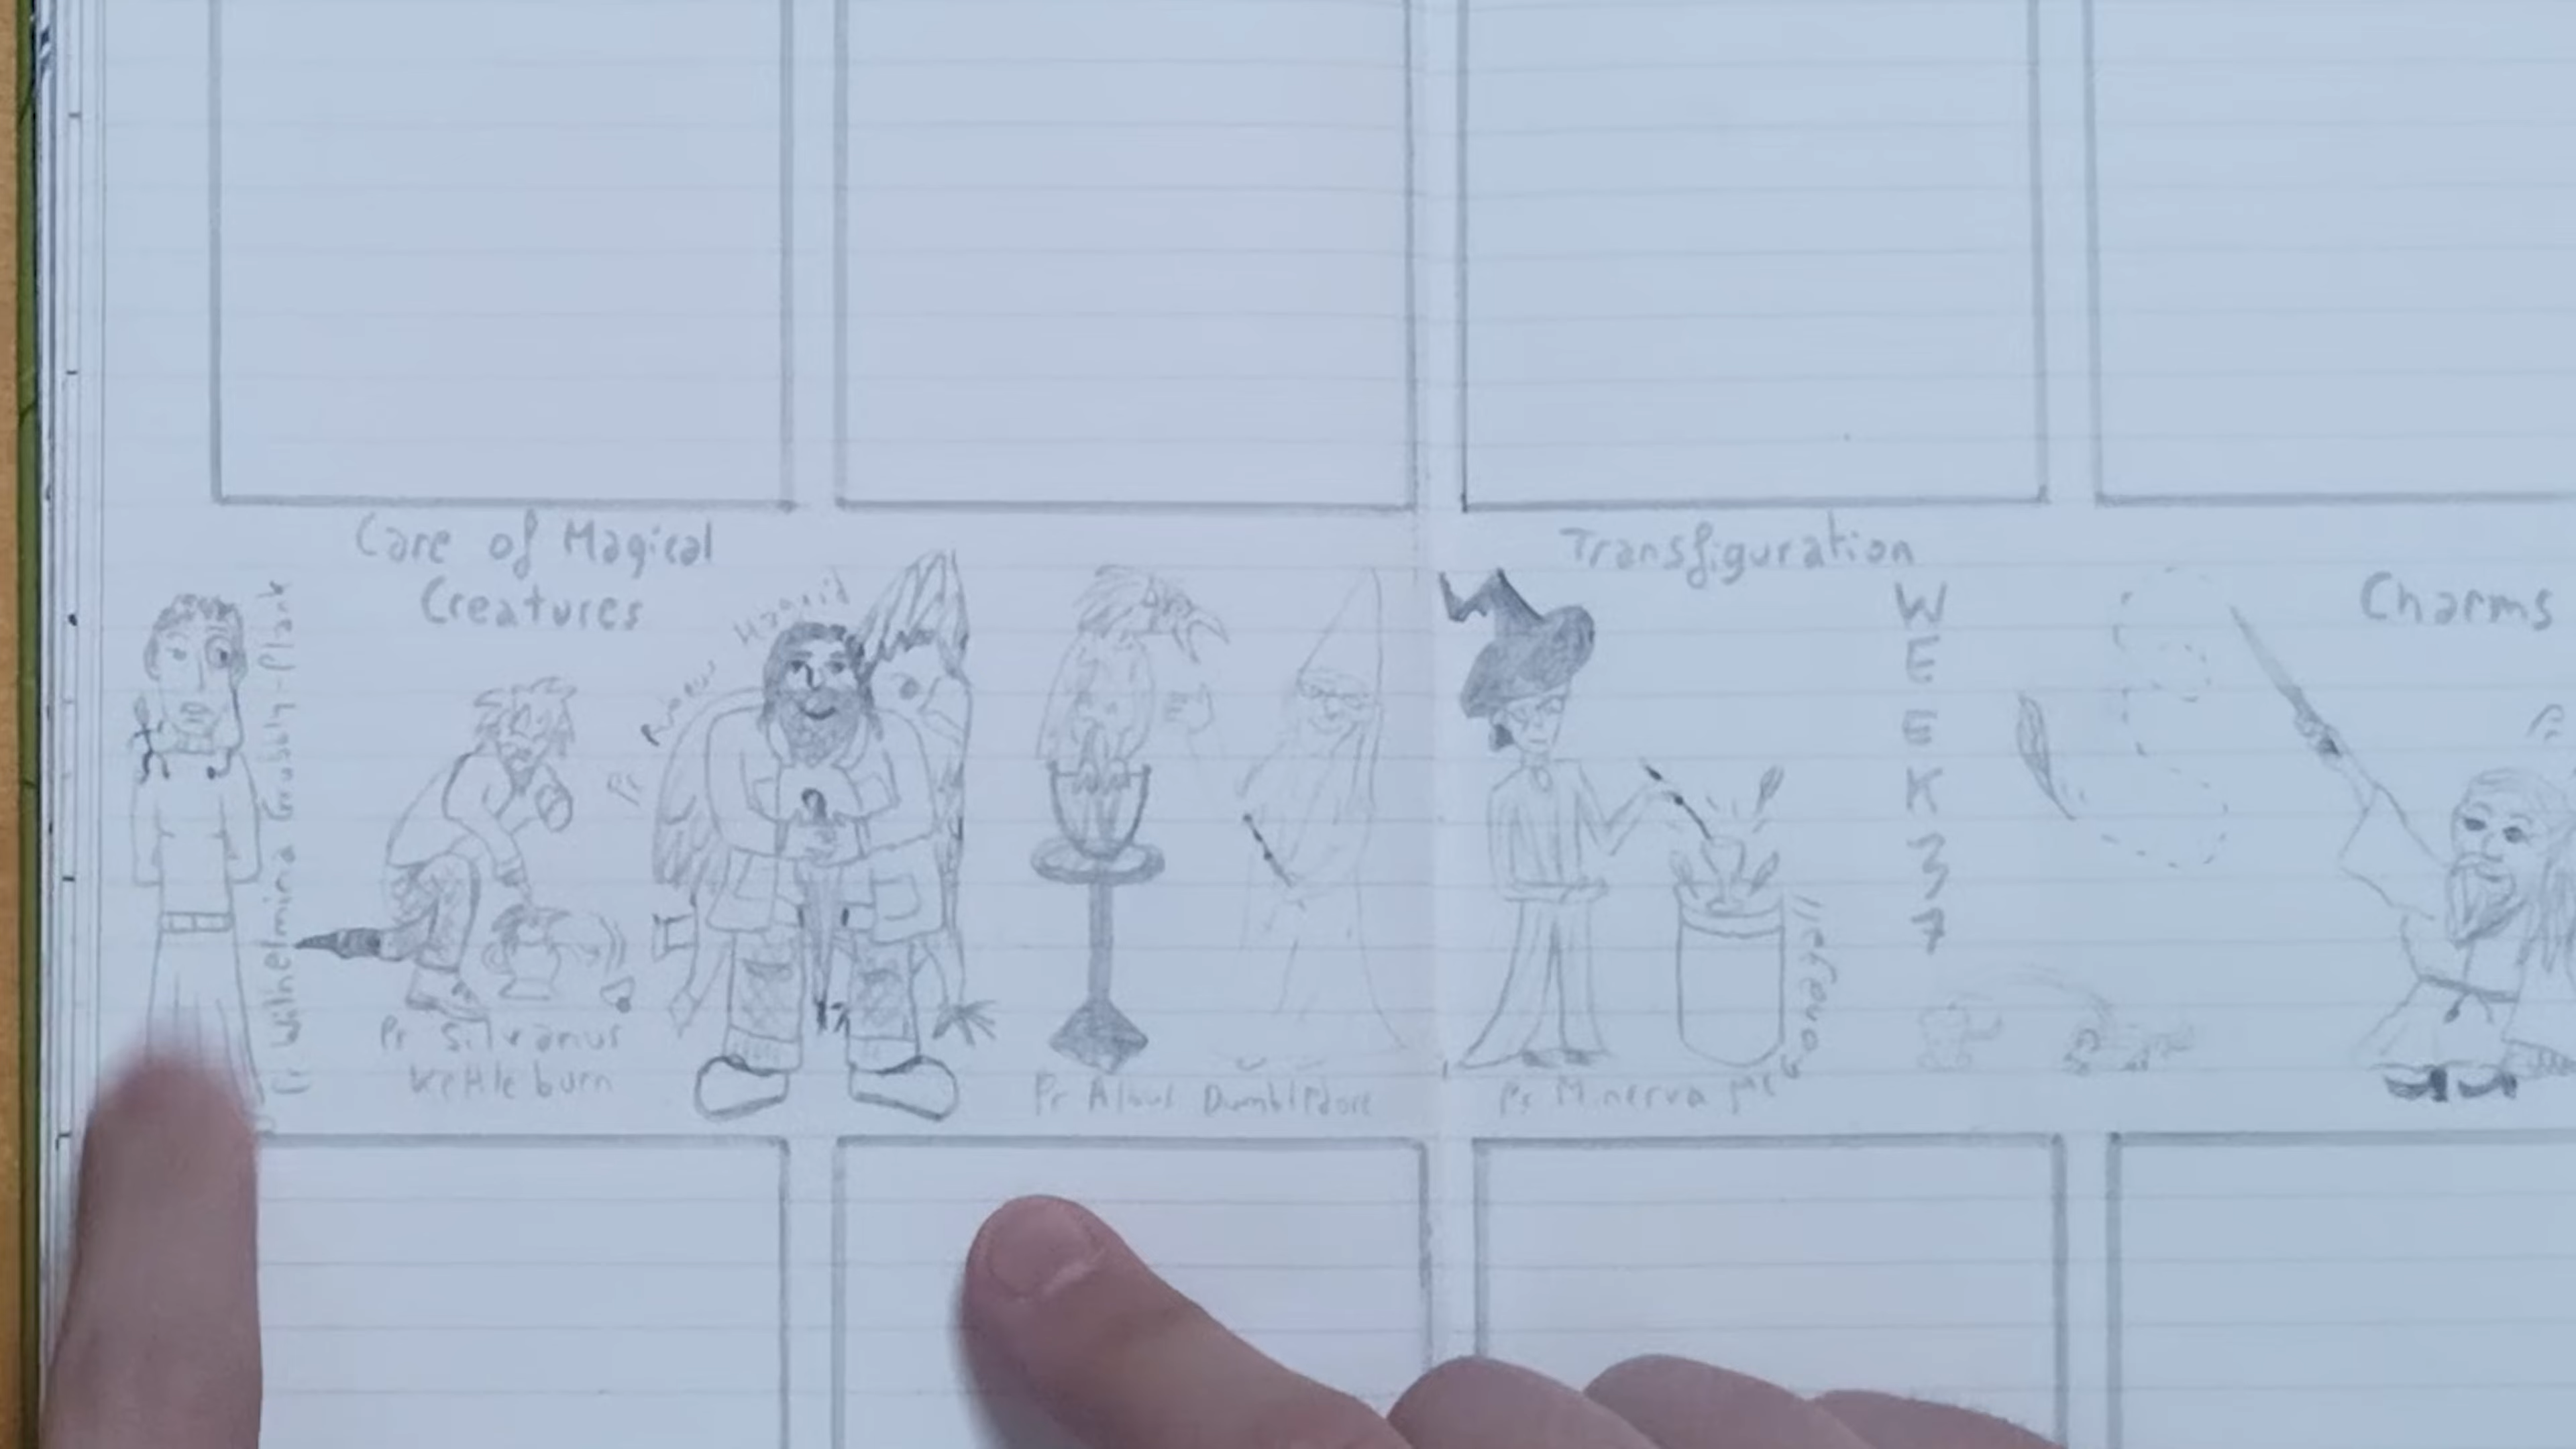 Care of Magical
Creatures
Pr Wilhelmina Grubbly-Plank
Pr Silvanus
Kettleburn
Pr Rubeus Hagrid
Pr Albus Dumbledore
Transfiguration
Pr Minerva McGonagall
WEEK 37
Charms